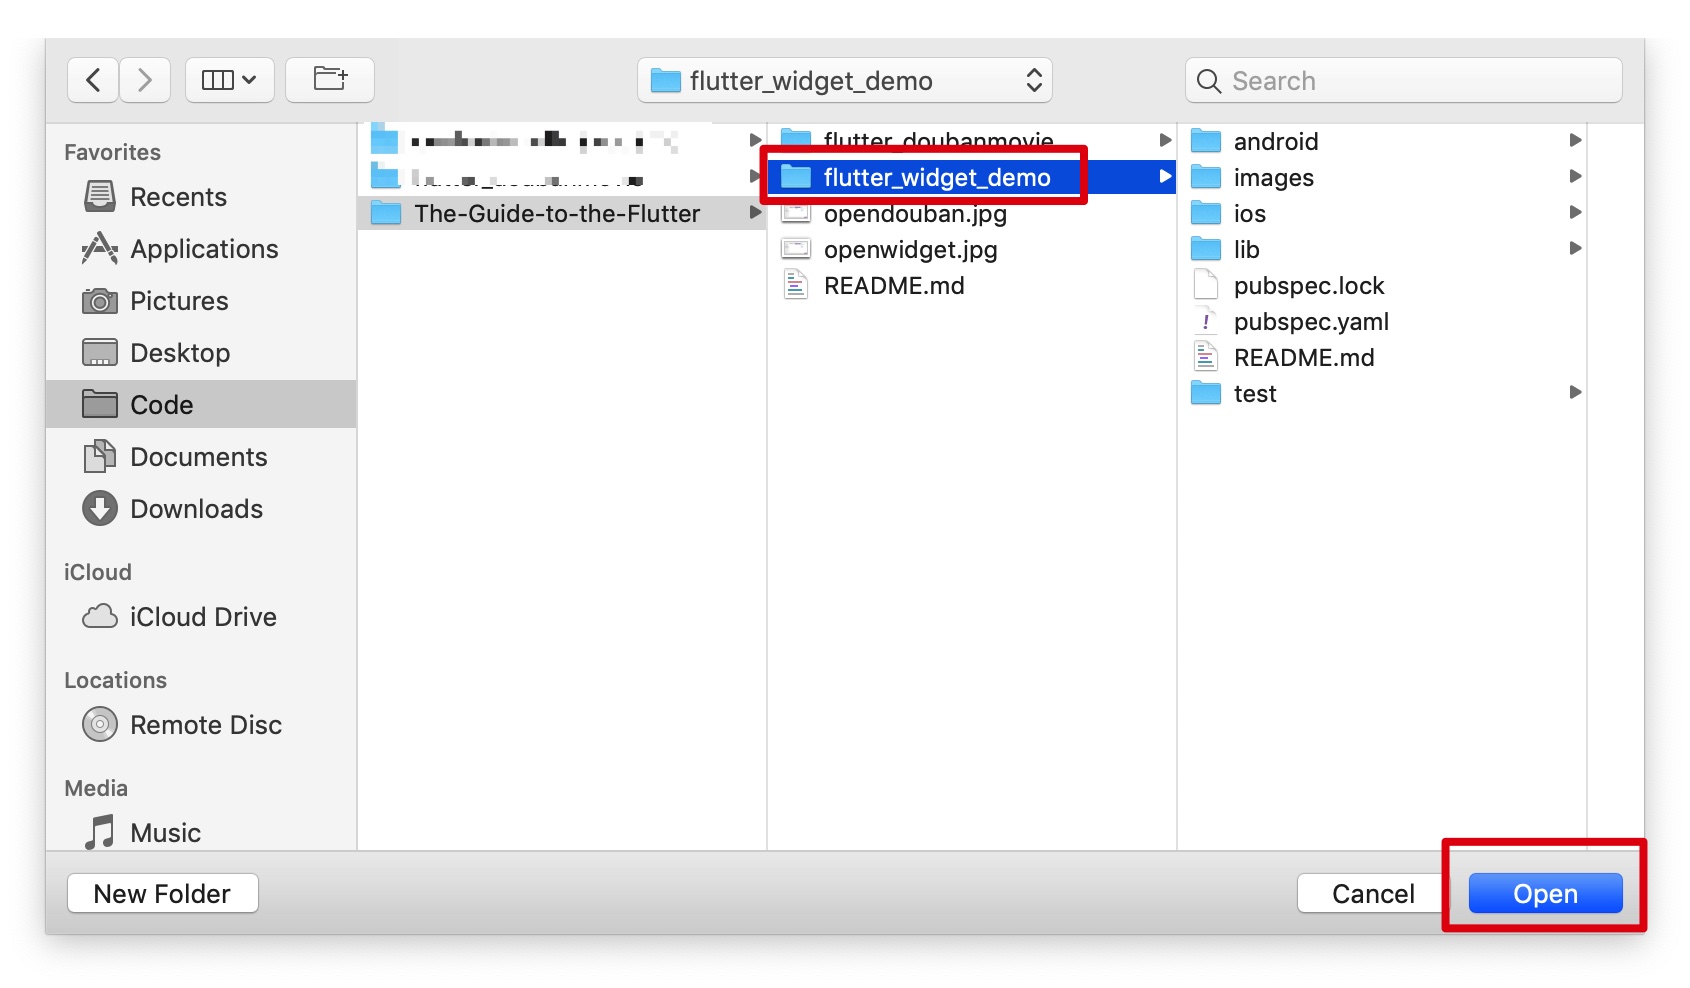 flutter_widget_demo
Search
Favorites
Recents
Applications
Pictures
Desktop
Code
Documents
Downloads
iCloud
iCloud Drive
Locations
Remote Disc
Media
Music
The-Guide-to-the-Flutter
flutter_doubanmovie
flutter_widget_demo
opendouban.jpg
openwidget.jpg
README.md
android
images
ios
lib
pubspec.lock
pubspec.yaml
README.md
test
New Folder
Cancel
Open